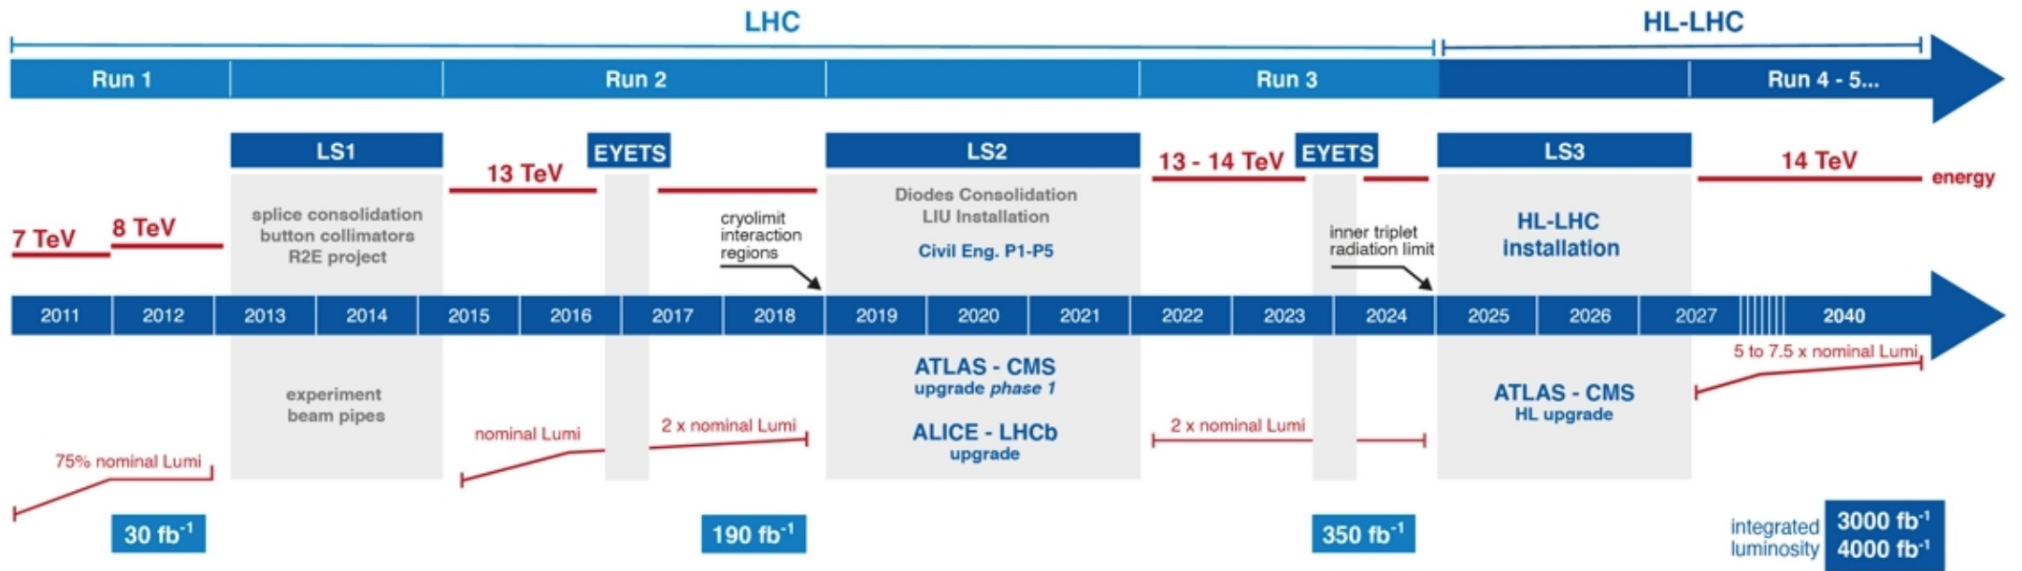 LHC
HL-LHC
Run 1
Run 2
Run 3
Run 4 - 5...
LS1
EYETS
LS2
EYETS
LS3
7 TeV
8 TeV
13 TeV
13 - 14 TeV
14 TeV
energy
splice consolidation
button collimators
R2E project
cryolimit
interaction
regions
Diodes Consolidation
LIU Installation
Civil Eng. P1-P5
inner triplet
radiation limit
HL-LHC
installation
2011
2012
2013
2014
2015
2016
2017
2018
2019
2020
2021
2022
2023
2024
2025
2026
2027
2040
75% nominal Lumi
experiment
beam pipes
nominal Lumi
2 x nominal Lumi
ATLAS - CMS
upgrade phase 1
ALICE - LHCb
upgrade
2 x nominal Lumi
ATLAS - CMS
HL upgrade
5 to 7.5 x nominal Lumi
30 fb⁻¹
190 fb⁻¹
350 fb⁻¹
integrated
luminosity
3000 fb⁻¹
4000 fb⁻¹